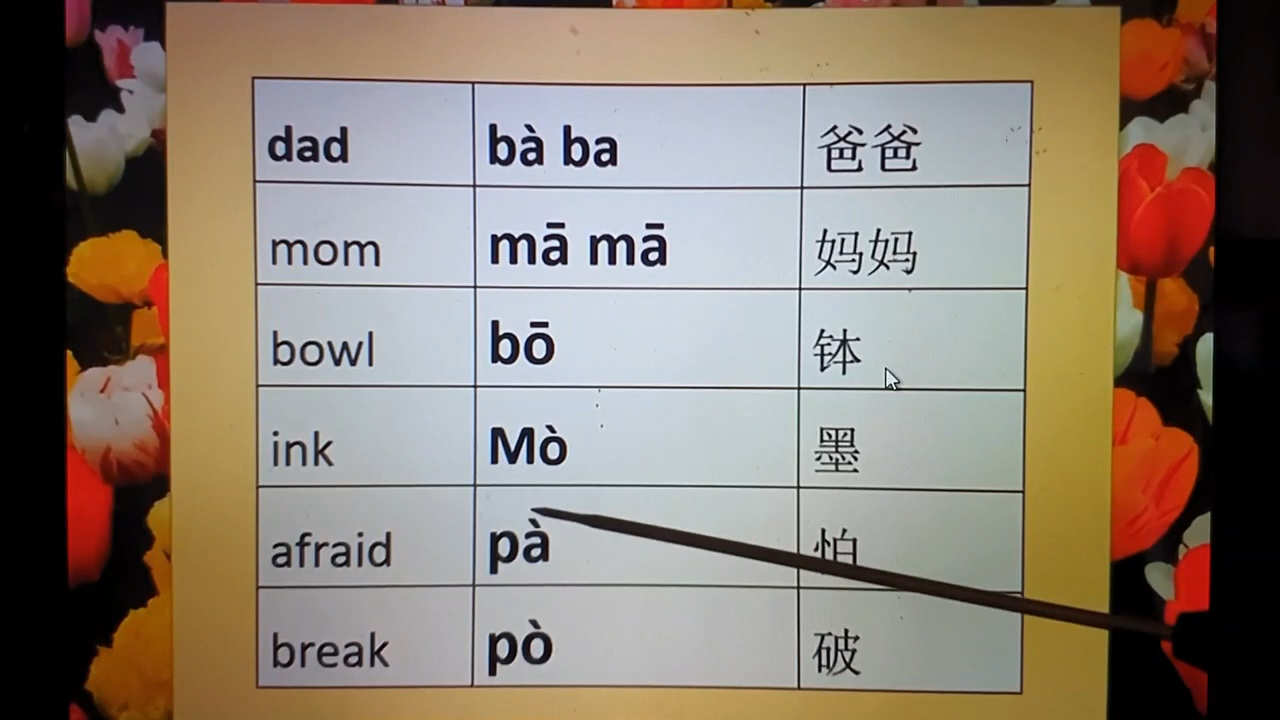 dad bà ba 爸爸
mom mā mā 妈妈
bowl bō 钵
ink Mò 墨
afraid pà 怕
break pò 破